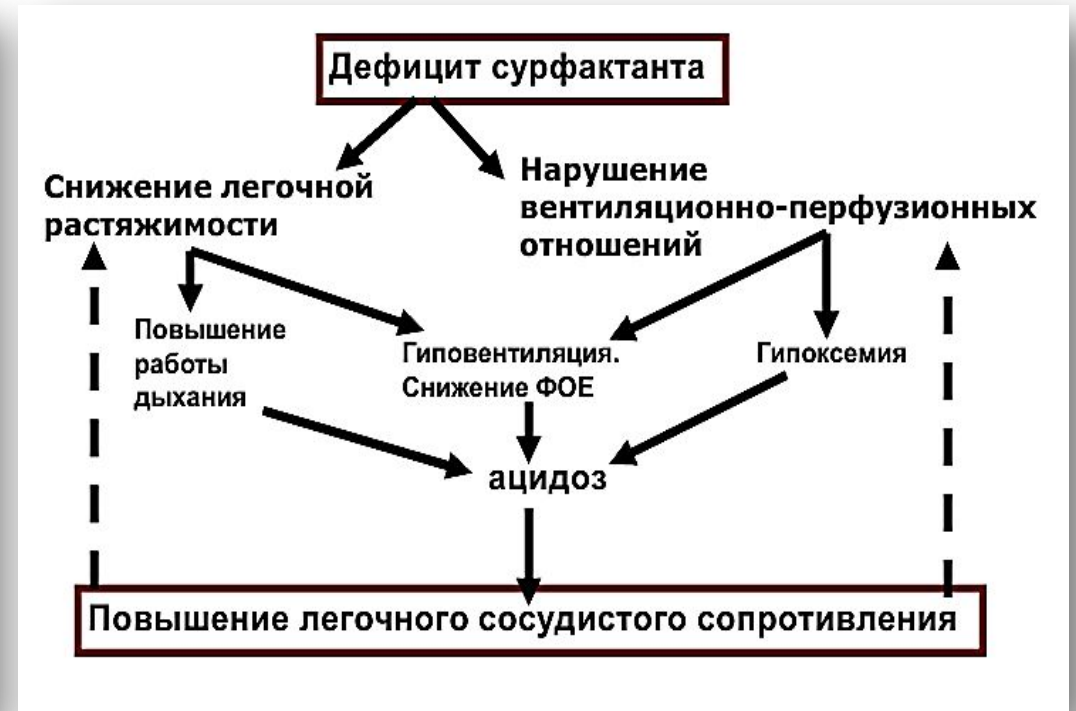 Дефицит сурфактанта
Снижение легочной
растяжимости
Нарушение
вентиляционно-перфузионных
отношений
Повышение
работы
дыхания
Гиповентиляция.
Снижение ФОЕ
Гипоксемия
ацидоз
Повышение легочного сосудистого сопротивления